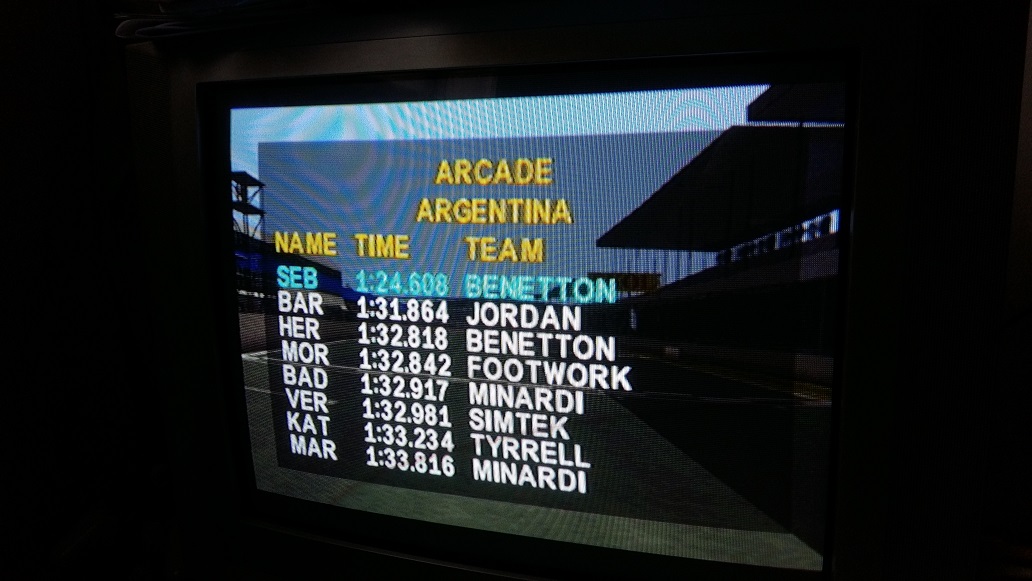 ARCADE
ARGENTINA
NAME TIME TEAM
SEB 1:24.608 BENETTON
BAR 1:31.864 JORDAN
HER 1:32.818 BENETTON
MOR 1:32.842 FOOTWORK
BAD 1:32.917 MINARDI
VER 1:32.981 SIMTEK
KAT 1:33.234 TYRRELL
MAR 1:33.816 MINARDI